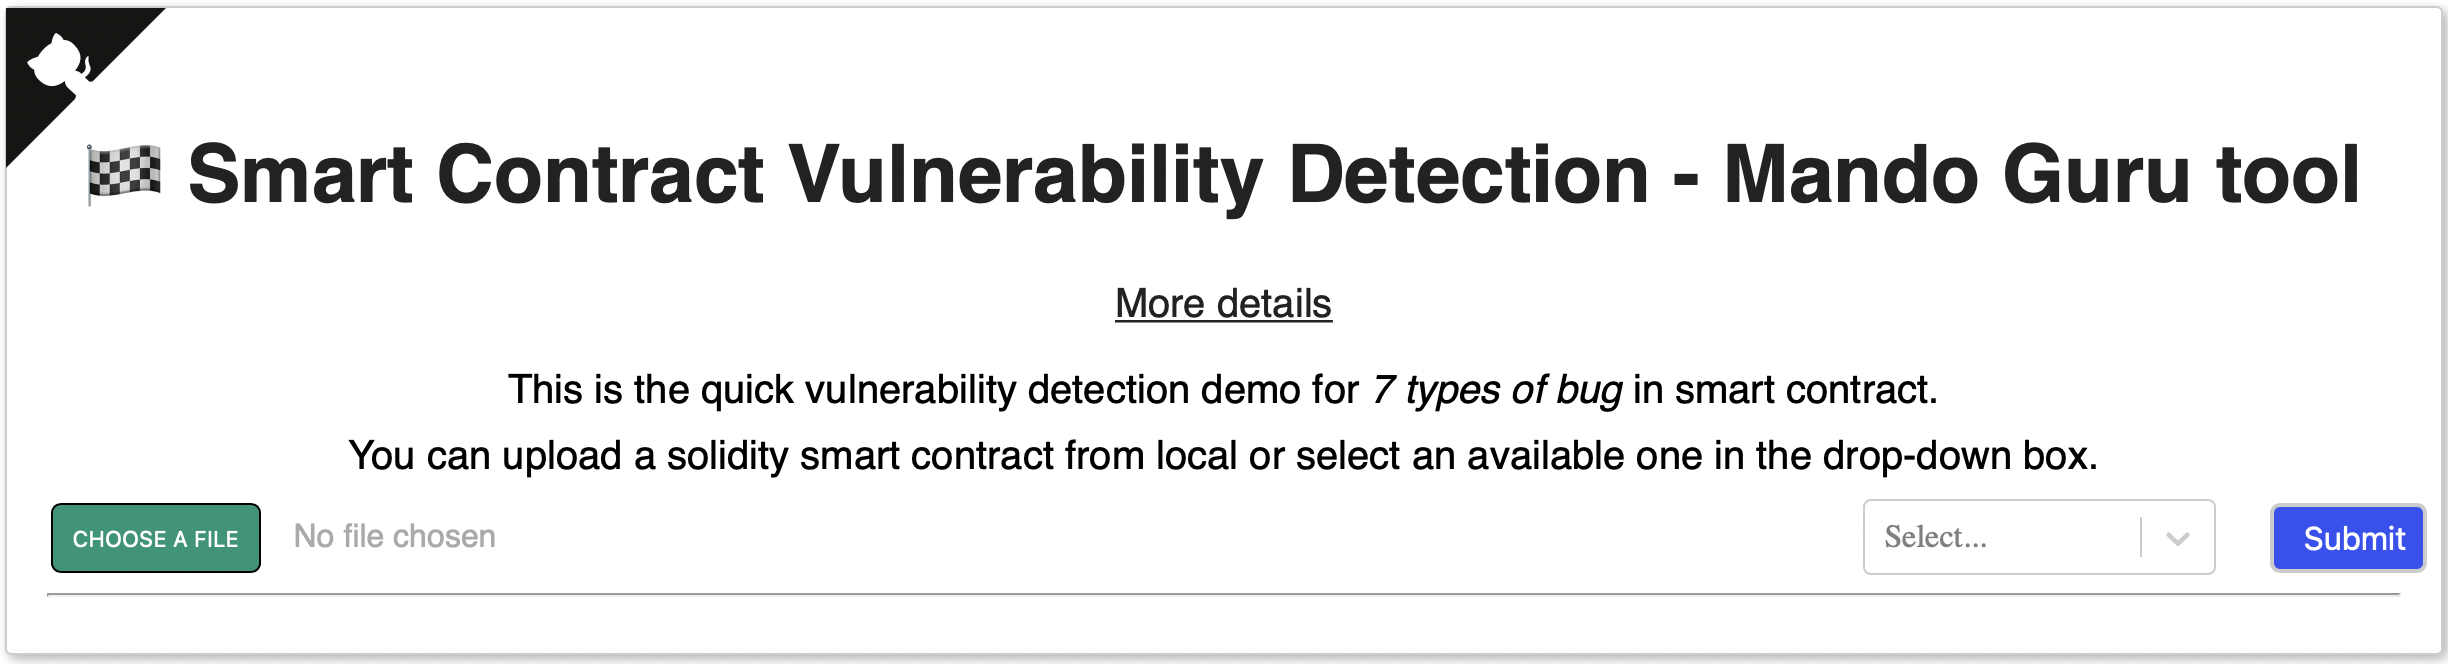 Smart Contract Vulnerability Detection - Mando Guru tool
More details
This is the quick vulnerability detection demo for 7 types of bug in smart contract.
You can upload a solidity smart contract from local or select an available one in the drop-down box.
CHOOSE A FILE No file chosen Select... Submit